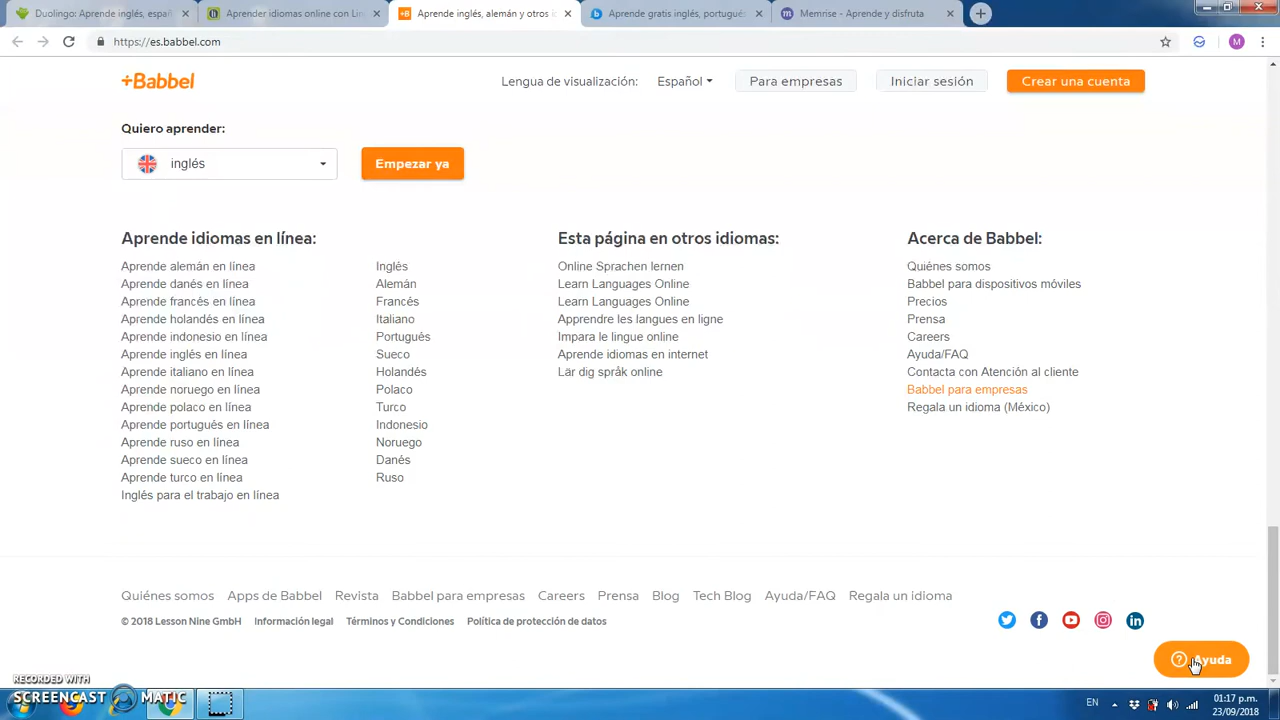 Duolingo: Aprende inglés, españ
Aprender idiomas online con Lin
Aprende inglés, alemán y otros i
Aprende gratis inglés, portugués
Memrise - Aprende y disfruta
https://es.babbel.com
M
+Babbel
Lengua de visualización:
Español
Para empresas
Iniciar sesión
Crear una cuenta
Quiero aprender:
inglés
Empezar ya
Aprende idiomas en línea:
Aprende alemán en línea
Aprende danés en línea
Aprende francés en línea
Aprende holandés en línea
Aprende indonesio en línea
Aprende inglés en línea
Aprende italiano en línea
Aprende noruego en línea
Aprende polaco en línea
Aprende portugués en línea
Aprende ruso en línea
Aprende sueco en línea
Aprende turco en línea
Inglés para el trabajo en línea
Inglés
Alemán
Francés
Italiano
Portugués
Sueco
Holandés
Polaco
Turco
Indonesio
Noruego
Danés
Ruso
Esta página en otros idiomas:
Online Sprachen lernen
Learn Languages Online
Learn Languages Online
Apprendre les langues en ligne
Impara le lingue online
Aprende idiomas en internet
Lär dig språk online
Acerca de Babbel:
Quiénes somos
Babbel para dispositivos móviles
Precios
Prensa
Careers
Ayuda/FAQ
Contacta con Atención al cliente
Babbel para empresas
Regala un idioma (México)
Quiénes somos Apps de Babbel Revista Babbel para empresas Careers Prensa Blog Tech Blog Ayuda/FAQ Regala un idioma
© 2018 Lesson Nine GmbH Información legal Términos y Condiciones Política de protección de datos
Ayuda
RECORDED WITH
SCREENCAST MATIC
EN
01:17 p.m.
23/09/2018